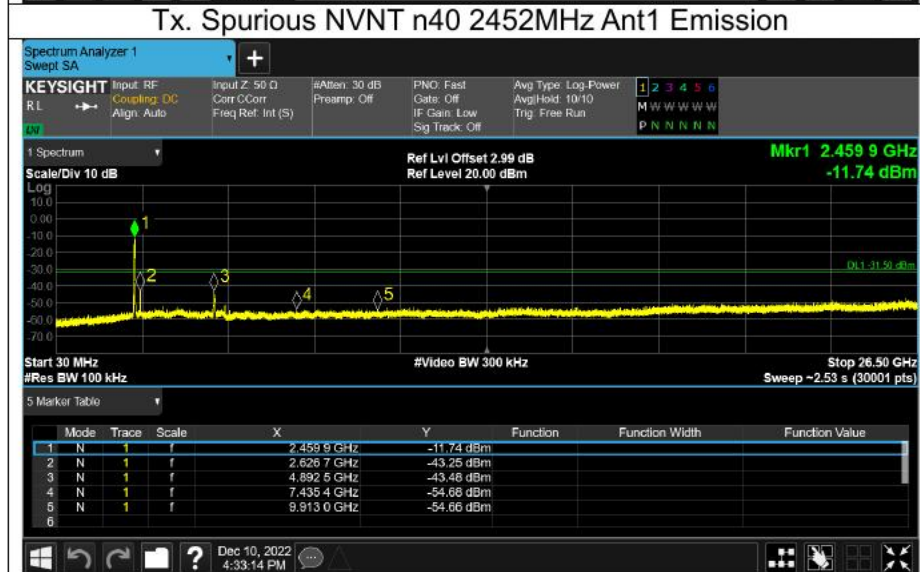 Tx. Spurious NVNT n40 2452MHz Ant1 Emission
Spectrum Analyzer 1
Swept SA
+
KEYSIGHT Input: RF Input Z: 50 Ω #Atten: 30 dB PNO: Fast Avg Type: Log-Power 1 2 3 4 5 6
RL Coupling: DC Corr CCorr Preamp: Off Gate: Off Avg|Hold: 10/10 M W W W W W
Align: Auto Freq Ref: Int (S) IF Gain: Low Trig: Free Run
Sig Track: Off P N N N N N
1 Spectrum Ref Lvl Offset 2.99 dB Mkr1 2.459 9 GHz
Scale/Div 10 dB Ref Level 20.00 dBm -11.74 dBm
Log
10.0
0.00 1
-10.0
-20.0
-30.0 DL1 -31.50 dBm
-40.0 2 3
-50.0 4 5
-60.0
-70.0
Start 30 MHz #Video BW 300 kHz Stop 26.50 GHz
#Res BW 100 kHz Sweep ~2.53 s (30001 pts)
5 Marker Table
Mode Trace Scale X Y Function Function Width Function Value
1 N 1 f 2.459 9 GHz -11.74 dBm
2 N 1 f 2.626 7 GHz -43.25 dBm
3 N 1 f 4.892 5 GHz -43.48 dBm
4 N 1 f 7.435 4 GHz -54.68 dBm
5 N 1 f 9.913 0 GHz -54.66 dBm
6
? Dec 10, 2022
4:33:14 PM